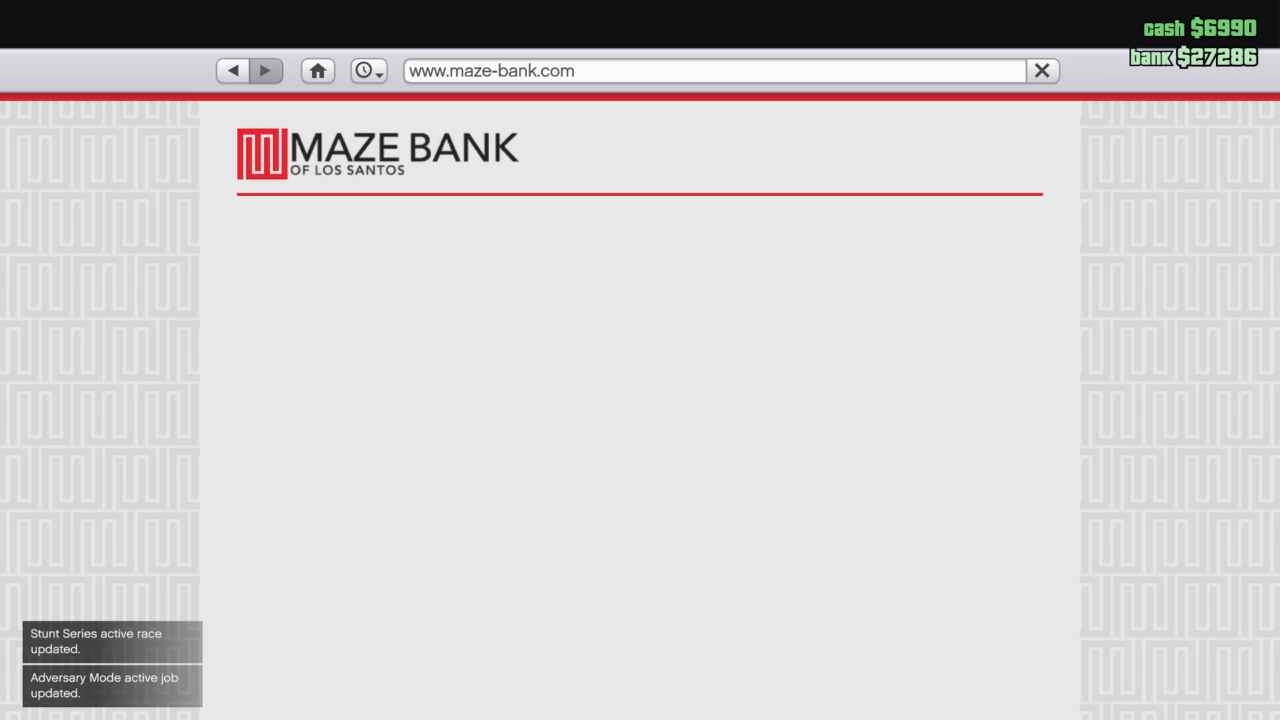 cash $6990
bank $27286
www.maze-bank.com
MAZE BANK
OF LOS SANTOS
Stunt Series active race
updated.
Adversary Mode active job
updated.